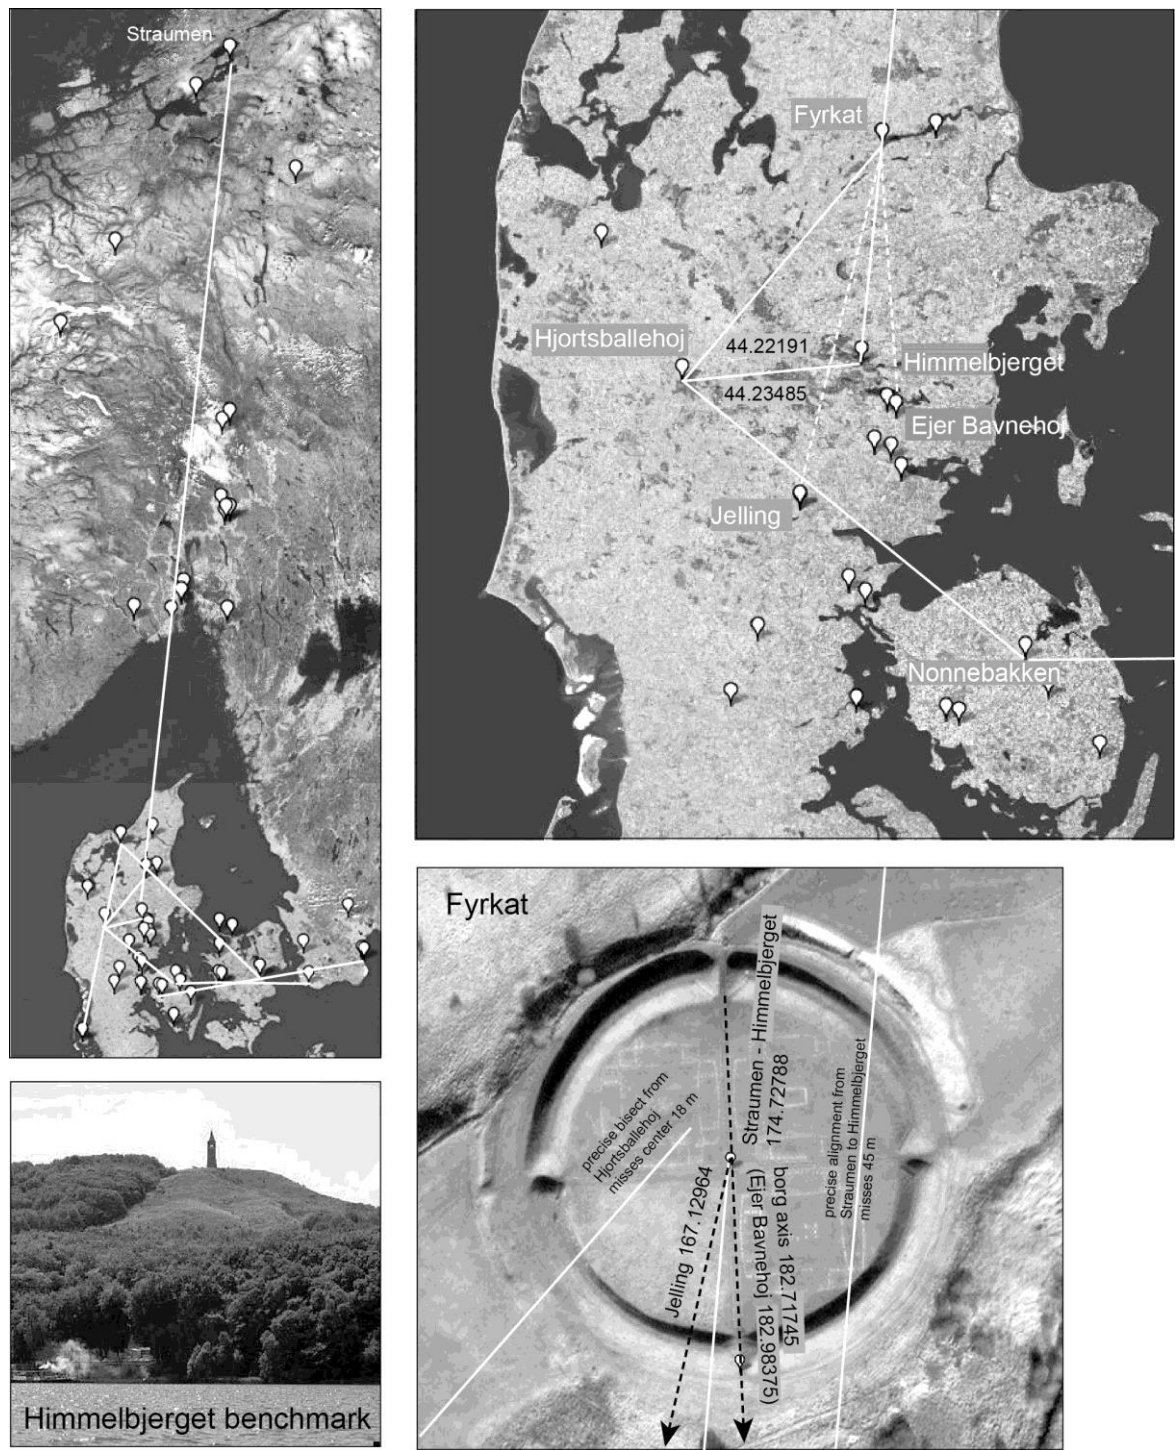 Straumen
Fyrkat
Hjortsballehoj
44.22191
Himmelbjerget
44.23485
Ejer Bavnehoj
Jelling
Nonnebakken
Fyrkat
Straumen - Himmelbjerget
174.72788
precise bisect from
Hjortsballehoj
misses center 18 m
precise alignment from
Straumen to Himmelbjerget
misses 45 m
Jelling 167.12964
borg axis 182.71745
(Ejer Bavnehoj 182.98375)
Himmelbjerget benchmark